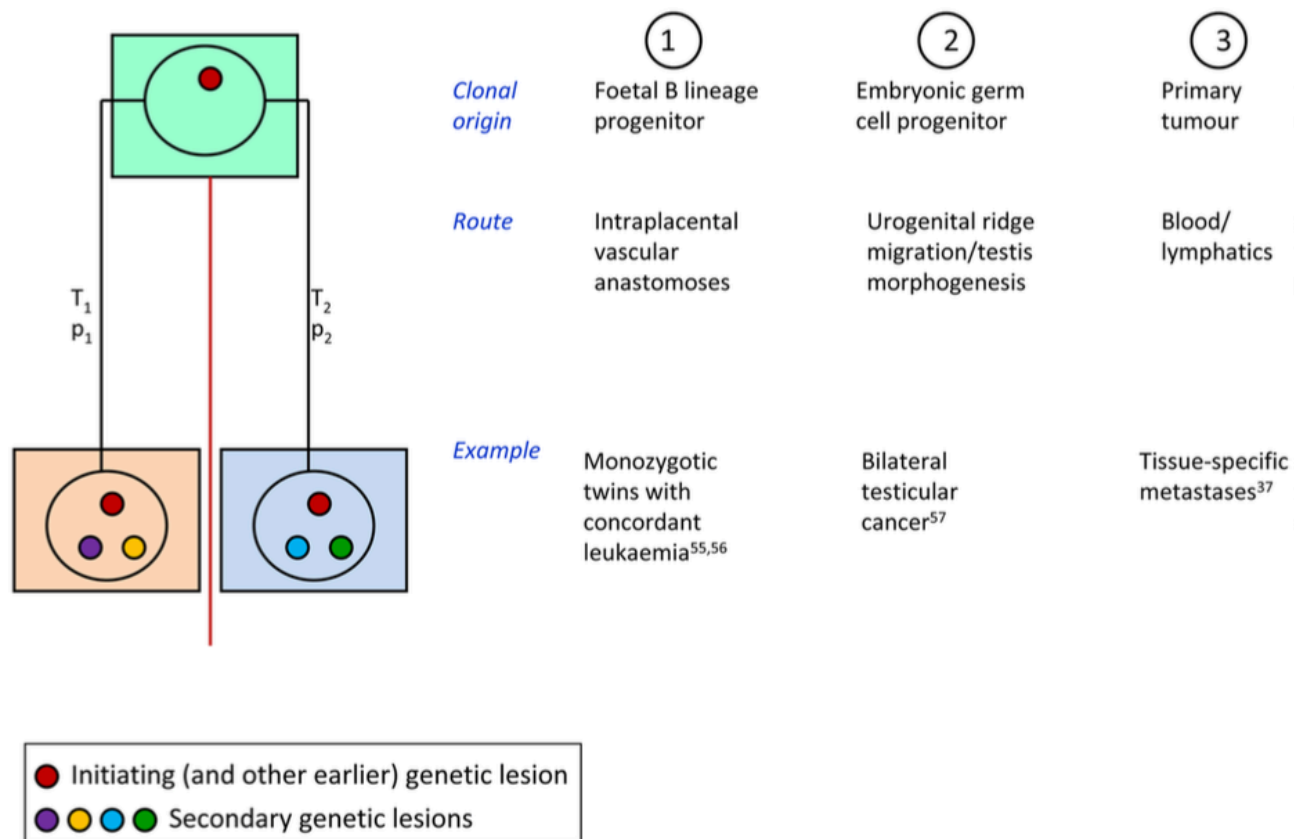 1
2
3
Clonal
origin
Foetal B lineage
progenitor
Embryonic germ
cell progenitor
Primary
tumour
Route
Intraplacental
vascular
anastomoses
Urogenital ridge
migration/testis
morphogenesis
Blood/
lymphatics
T₁
p₁
T₂
p₂
Example
Monozygotic
twins with
concordant
leukaemia⁵⁵,⁵⁶
Bilateral
testicular
cancer⁵⁷
Tissue-specific
metastases³⁷
Initiating (and other earlier) genetic lesion
Secondary genetic lesions